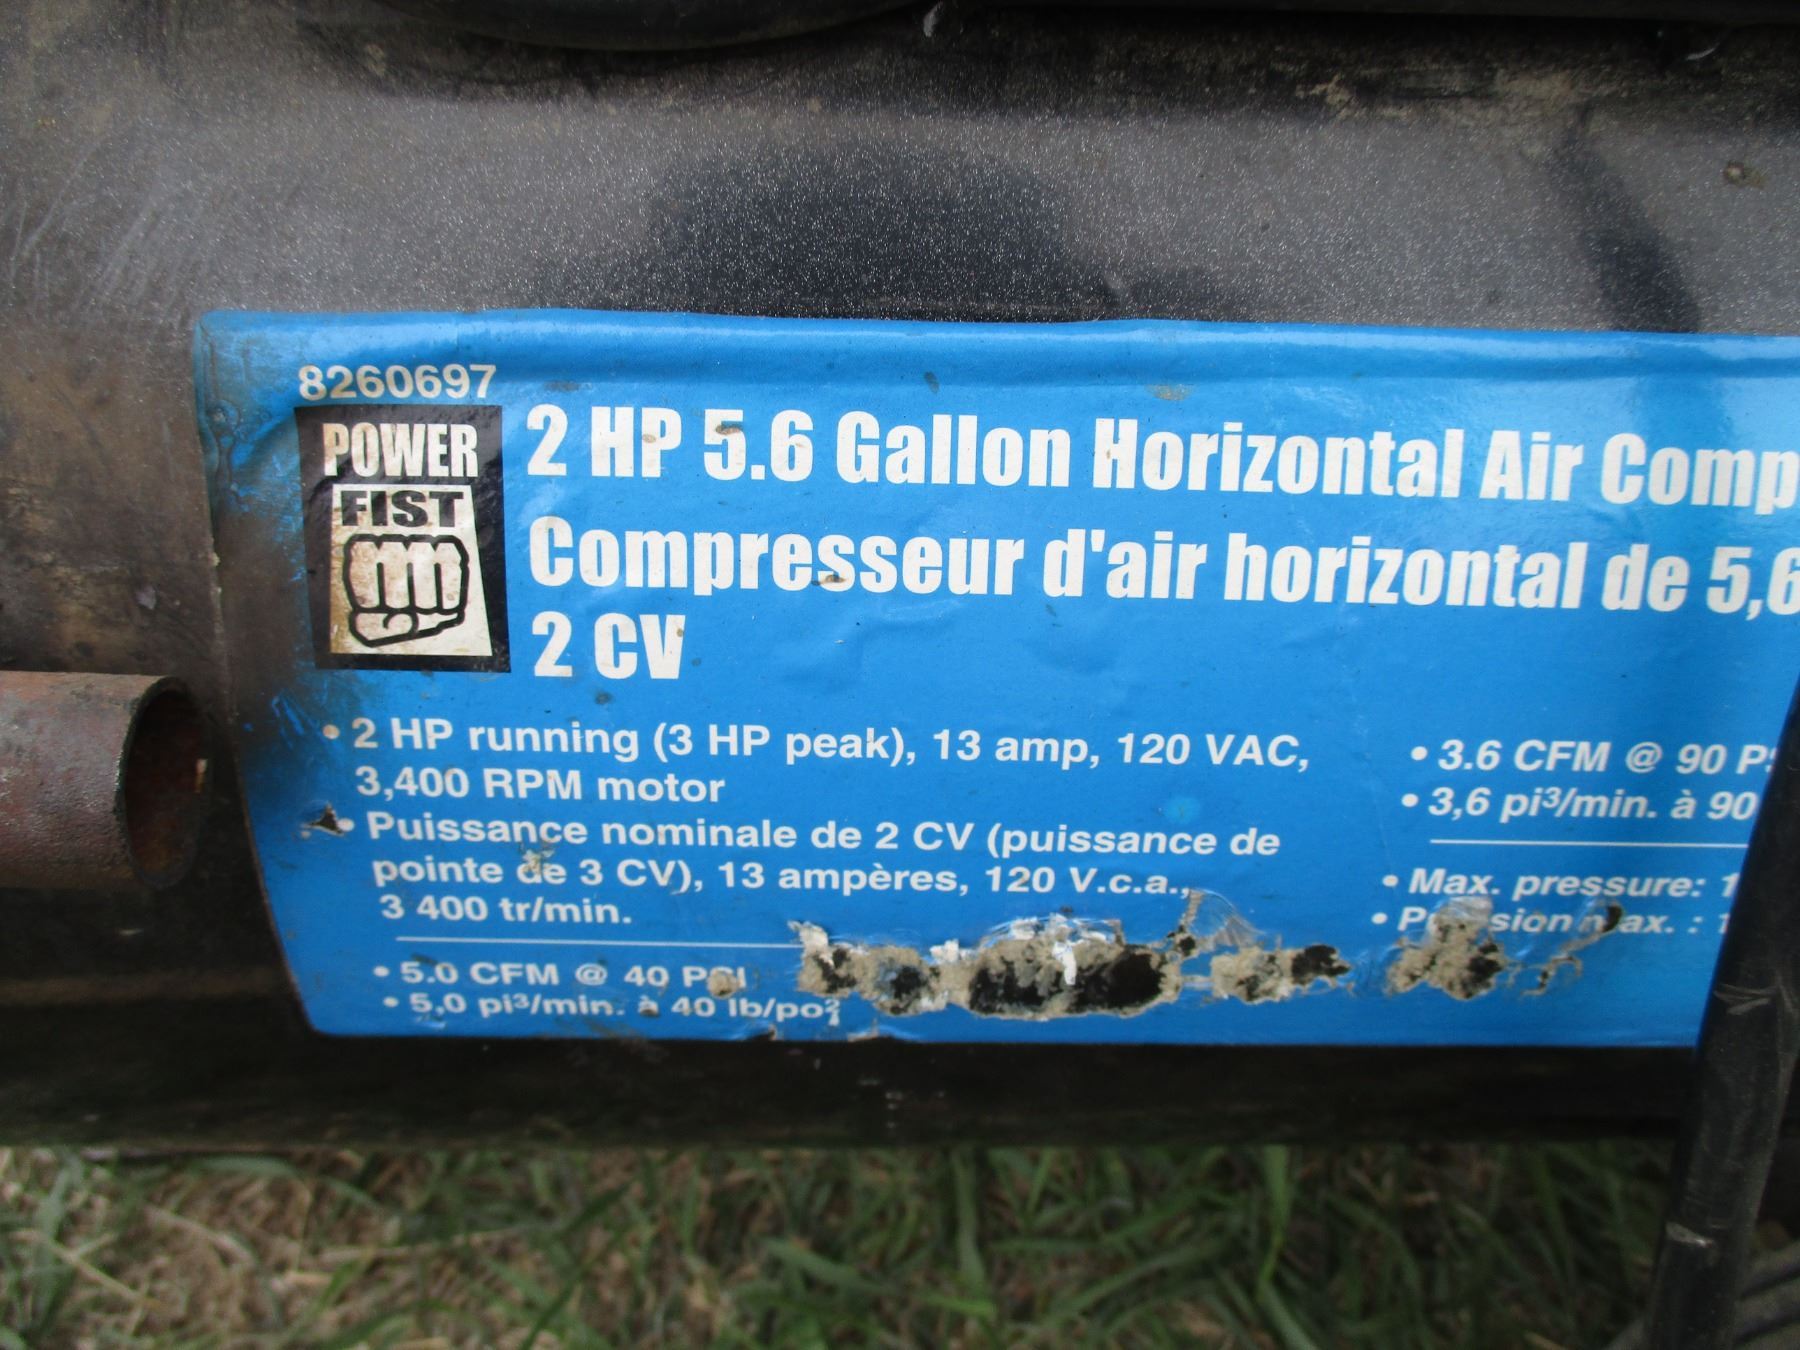 8260697
POWER
FIST
2 HP 5.6 Gallon Horizontal Air Comp
Compresseur d'air horizontal de 5,6
2 CV
• 2 HP running (3 HP peak), 13 amp, 120 VAC,
3,400 RPM motor
• Puissance nominale de 2 CV (puissance de
pointe de 3 CV), 13 ampères, 120 V.c.a.,
3 400 tr/min.
• 5.0 CFM @ 40 PSI
• 5,0 pi³/min. à 40 lb/po²
• 3.6 CFM @ 90
• 3,6 pi³/min. à 90
• Max. pressure:
max. :